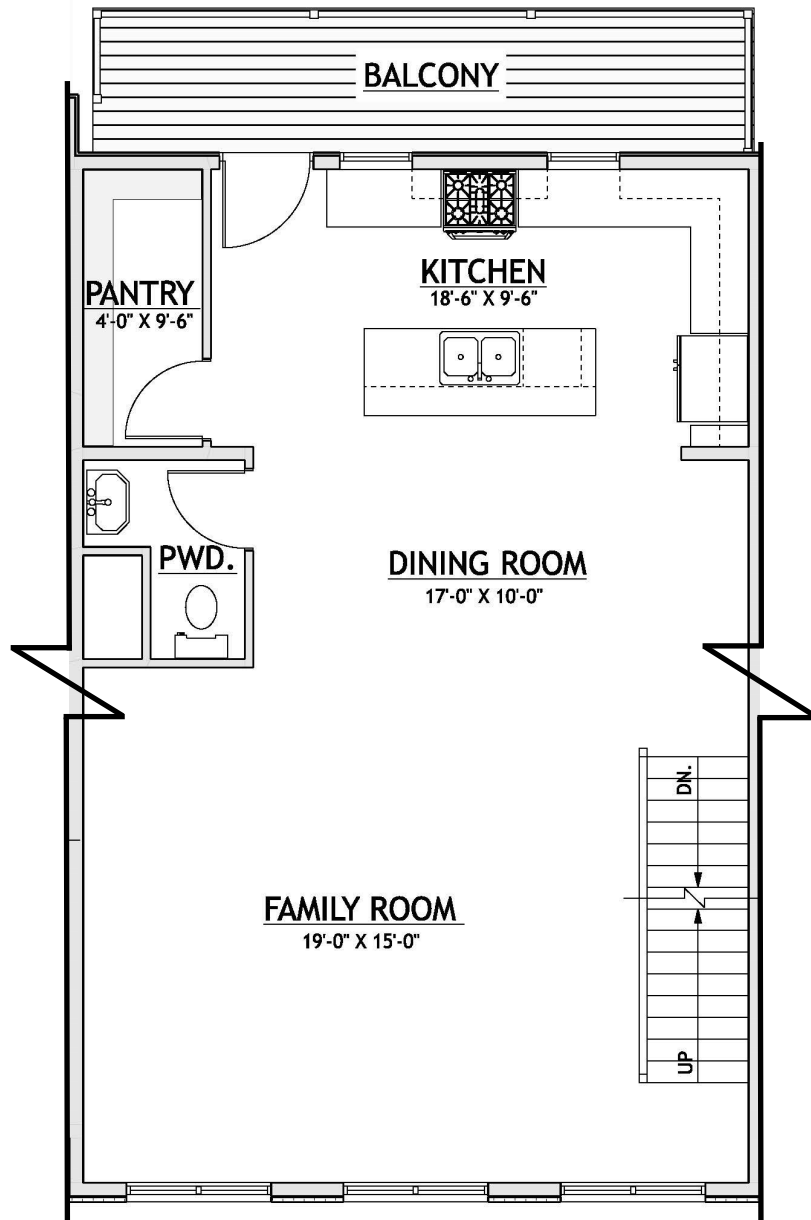 BALCONY
KITCHEN
18'-6" X 9'-6"
PANTRY
4'-0" X 9'-6"
PWD.
DINING ROOM
17'-0" X 10'-0"
DN.
FAMILY ROOM
19'-0" X 15'-0"
UP